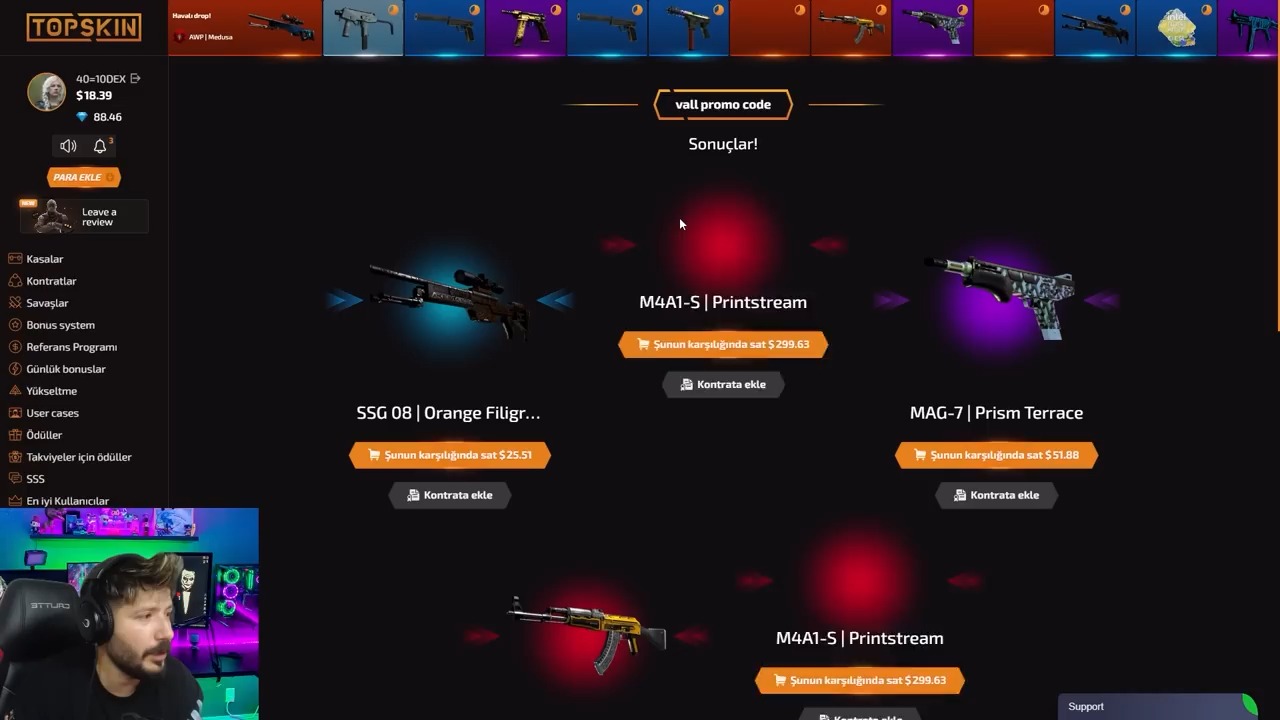 TOPSKIN
Havalı drop!
AWP | Medusa
40=10DEX
$18.39
88.46
3
PARA EKLE
NEW
Leave a
review
Kasalar
Kontratlar
Savaşlar
Bonus system
Referans Programı
Günlük bonuslar
Yükseltme
User cases
Ödüller
Takviyeler için ödüller
SSS
En iyi Kullanıcılar
vall promo code
Sonuçlar!
M4A1-S | Printstream
Şunun karşılığında sat $299.63
Kontrata ekle
SSG 08 | Orange Filigr...
Şunun karşılığında sat $25.51
Kontrata ekle
MAG-7 | Prism Terrace
Şunun karşılığında sat $51.88
Kontrata ekle
M4A1-S | Printstream
Şunun karşılığında sat $299.63
Kontrata ekle
Support